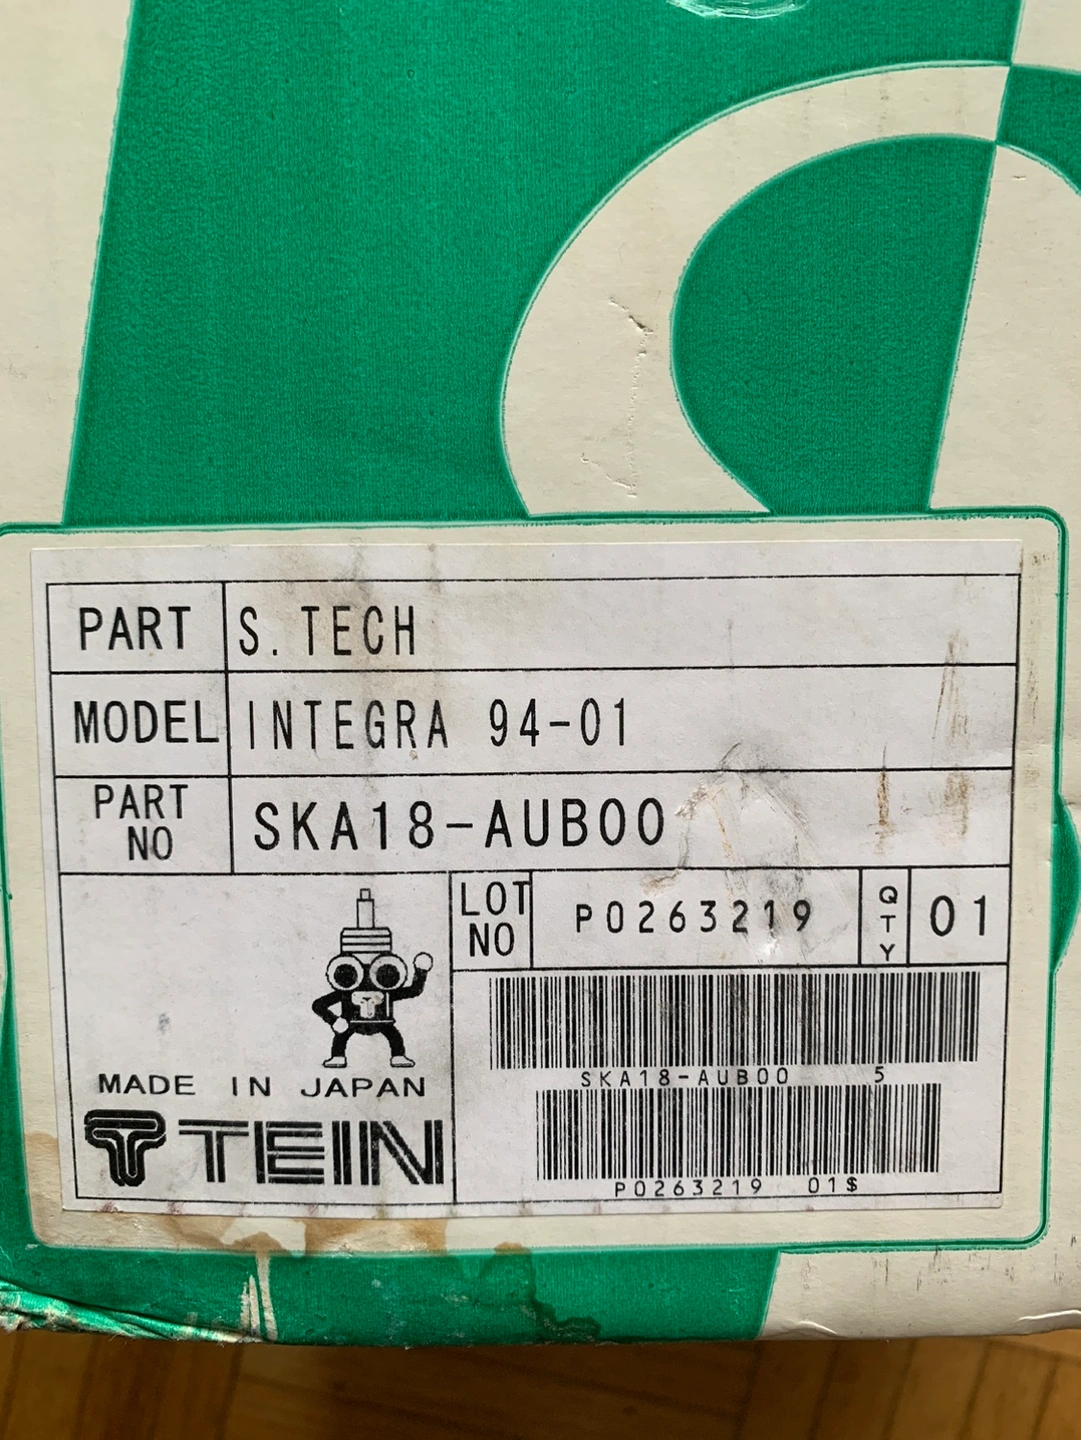 PART S. TECH
MODEL INTEGRA 94-01
PART NO SKA18-AUB00
LOT NO P0263219 QTY 01
SKA18-AUB00 5
P0263219 01$
MADE IN JAPAN
TEIN